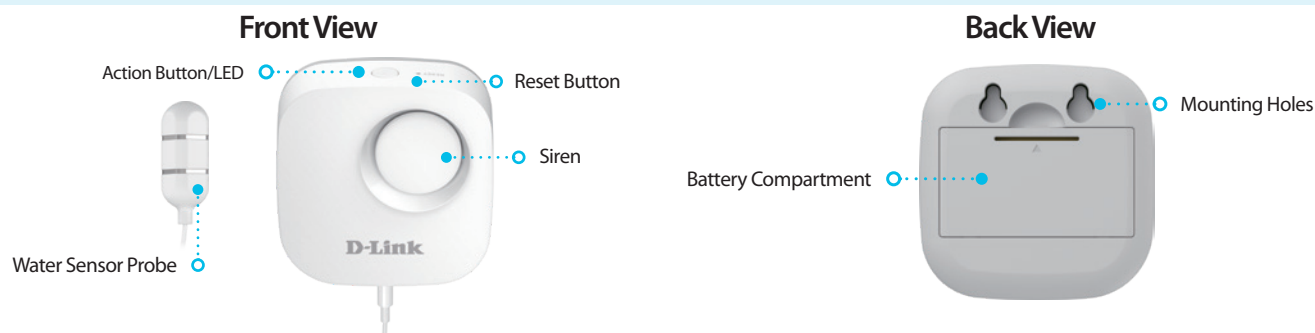 Front View
Back View
Action Button/LED
Reset Button
Mounting Holes
Siren
Battery Compartment
D-Link
Water Sensor Probe